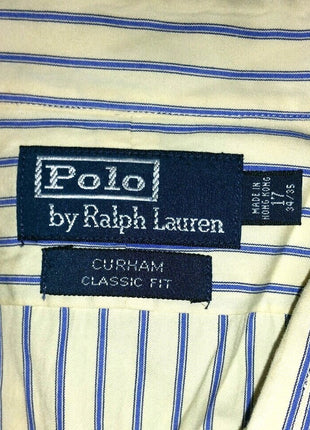 Polo
by Ralph Lauren
MADE IN
HONG KONG
17
34/35
CURHAM
CLASSIC FIT